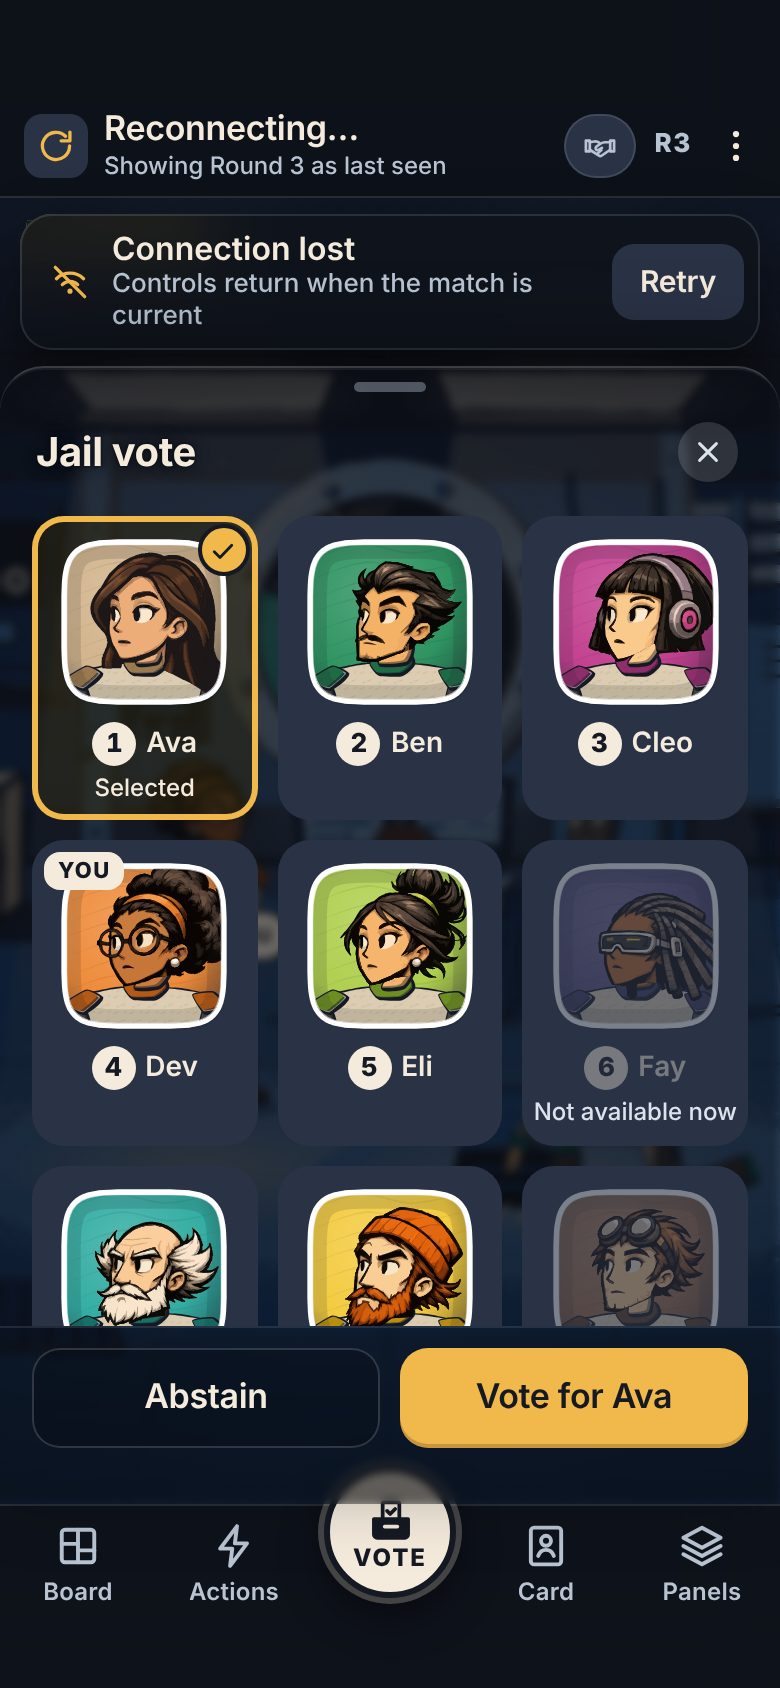 Reconnecting...
Showing Round 3 as last seen
R3
Connection lost
Controls return when the match is
current
Retry
Jail vote
1 Ava
Selected
2 Ben
3 Cleo
YOU
4 Dev
5 Eli
6 Fay
Not available now
Abstain
Vote for Ava
Board
Actions
VOTE
Card
Panels